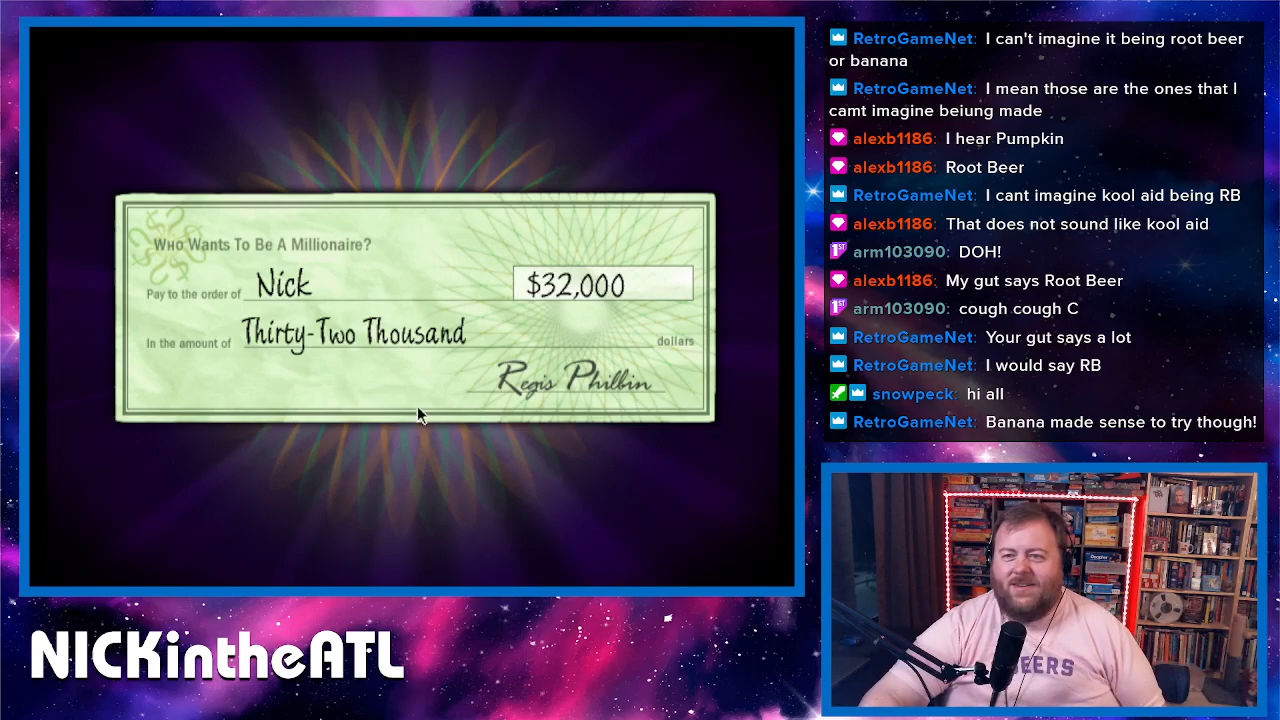 Who Wants To Be A Millionaire?
Pay to the order of Nick $32,000
In the amount of Thirty-Two Thousand dollars
Regis Philbin
RetroGameNet: I can't imagine it being root beer
or banana
RetroGameNet: I mean those are the ones that I
camt imagine beiung made
alexb1186: I hear Pumpkin
alexb1186: Root Beer
RetroGameNet: I cant imagine kool aid being RB
alexb1186: That does not sound like kool aid
1ST arm103090: DOH!
alexb1186: My gut says Root Beer
1ST arm103090: cough cough C
RetroGameNet: Your gut says a lot
RetroGameNet: I would say RB
snowpeck: hi all
RetroGameNet: Banana made sense to try though!
NICKintheATL